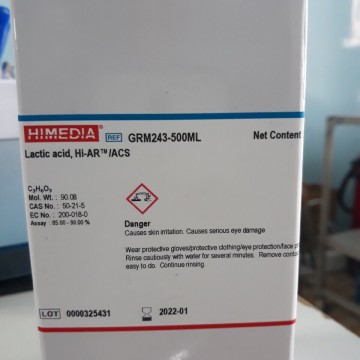 HIMEDIA® REF GRM243-500ML Net Content
Lactic acid, HI-AR™/ACS
C₃H₆O₃
Mol. Wt. : 90.08
CAS No. : 50-21-5
EC No. : 200-018-0
Assay : 85.00 - 90.00 %
Danger
Causes skin irritation. Causes serious eye damage
Wear protective gloves/protective clothing/eye protection/face
Rinse cautiously with water for several minutes. Remove
easy to do. Continue rinsing.
LOT 0000325431 2022-01